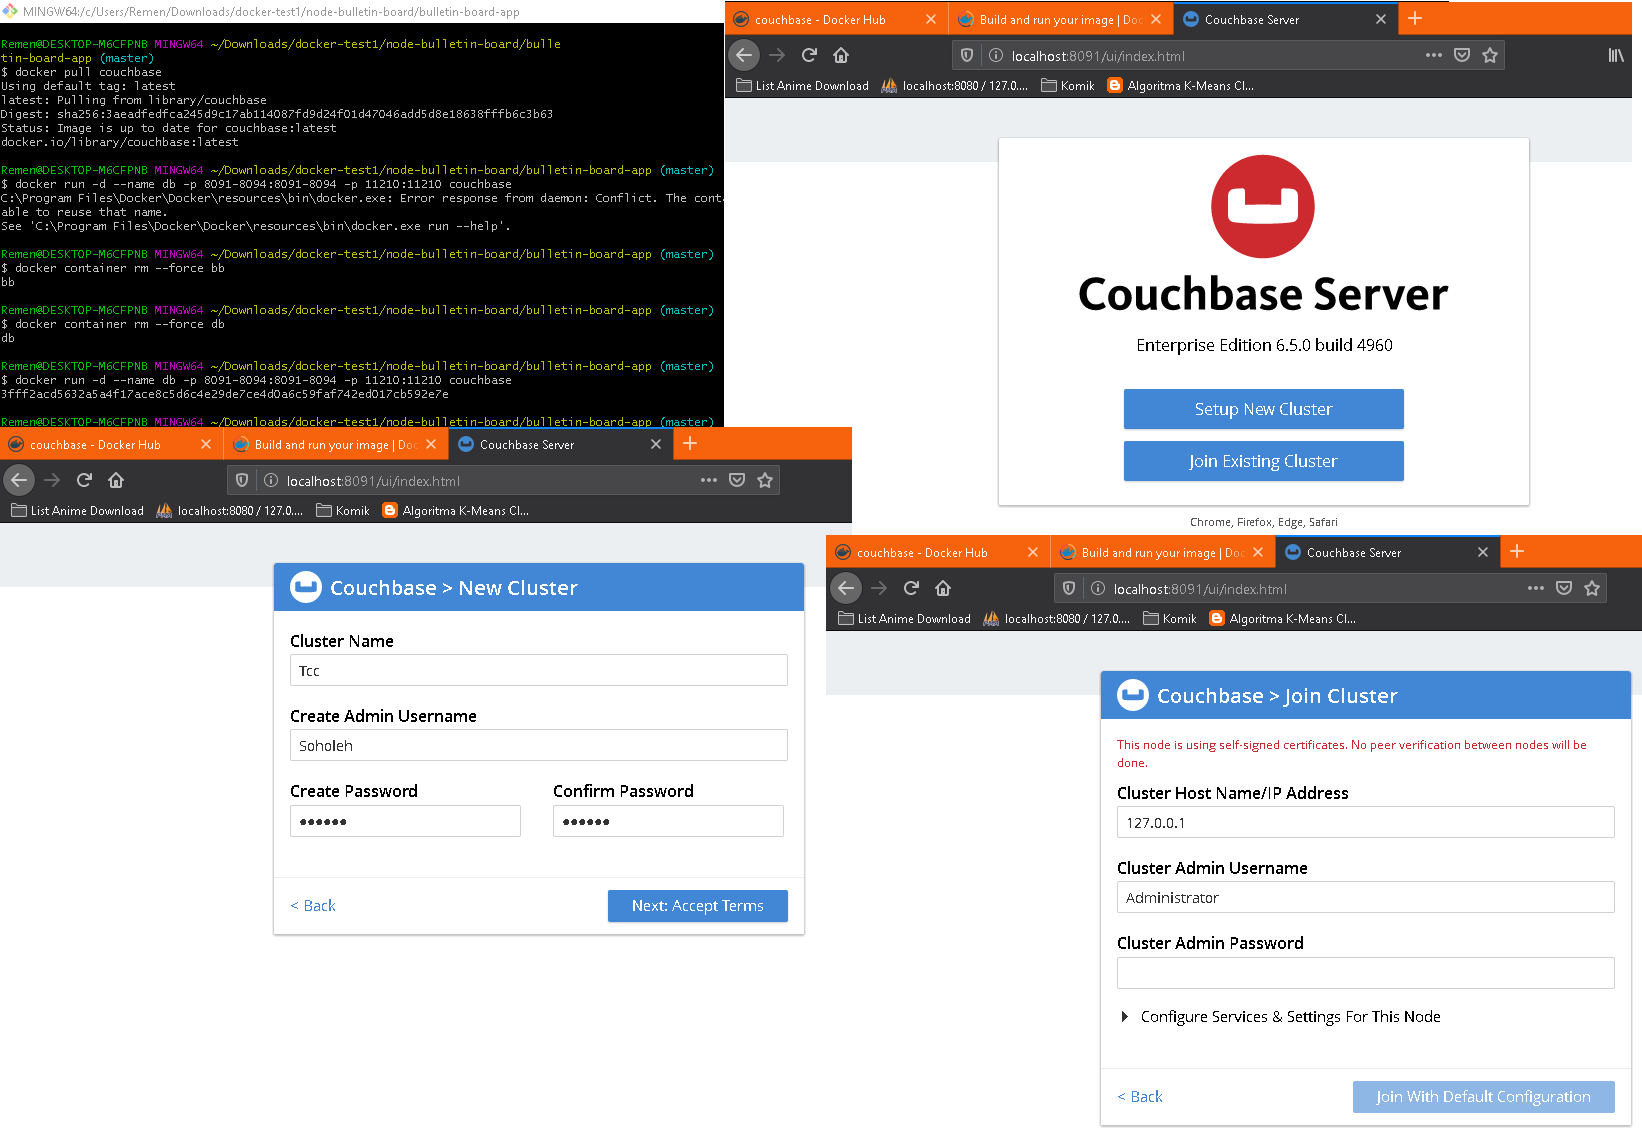 MINGW64:/c/Users/Remen/Downloads/docker-test1/node-bulletin-board/bulletin-board-app
Remen@DESKTOP-M6CFPNB MINGW64 ~/Downloads/docker-test1/node-bulletin-board/bulle
tin-board-app (master)
$ docker pull couchbase
Using default tag: latest
latest: Pulling from library/couchbase
Digest: sha256:3aeadfedfca245d9c17ab114087fd9d24f01d47046add5d8e18638fffb6c3b63
Status: Image is up to date for couchbase:latest
docker.io/library/couchbase:latest
Remen@DESKTOP-M6CFPNB MINGW64 ~/Downloads/docker-test1/node-bulletin-board/bulletin-board-app (master)
$ docker run -d --name db -p 8091-8094:8091-8094 -p 11210:11210 couchbase
C:\Program Files\Docker\Docker\resources\bin\docker.exe: Error response from daemon: Conflict. The cont
able to reuse that name.
See 'C:\Program Files\Docker\Docker\resources\bin\docker.exe run --help'.
Remen@DESKTOP-M6CFPNB MINGW64 ~/Downloads/docker-test1/node-bulletin-board/bulletin-board-app (master)
$ docker container rm --force bb
bb
Remen@DESKTOP-M6CFPNB MINGW64 ~/Downloads/docker-test1/node-bulletin-board/bulletin-board-app (master)
$ docker container rm --force db
db
Remen@DESKTOP-M6CFPNB MINGW64 ~/Downloads/docker-test1/node-bulletin-board/bulletin-board-app (master)
$ docker run -d --name db -p 8091-8094:8091-8094 -p 11210:11210 couchbase
3fff2acd5632a5a4f17ace8c5d6c4e29de7ce4d0a6c59faf742ed017cb592e7e
Remen@DESKTOP-M6CFPNB MINGW64 ~/Downloads/docker-test1/node-bulletin-board/bulletin-board-app (master)
couchbase - Docker Hub
Build and run your image | Doc
Couchbase Server
localhost:8091/ui/index.html
List Anime Download
localhost:8080 / 127.0....
Komik
Algoritma K-Means Cl...
Couchbase Server
Enterprise Edition 6.5.0 build 4960
Setup New Cluster
Join Existing Cluster
Chrome, Firefox, Edge, Safari
couchbase - Docker Hub
Build and run your image | Doc
Couchbase Server
localhost:8091/ui/index.html
List Anime Download
localhost:8080 / 127.0....
Komik
Algoritma K-Means Cl...
Couchbase > New Cluster
Cluster Name
Tcc
Create Admin Username
Soholeh
Create Password
Confirm Password
●●●●●●
●●●●●●
< Back
Next: Accept Terms
couchbase - Docker Hub
Build and run your image | Doc
Couchbase Server
localhost:8091/ui/index.html
List Anime Download
localhost:8080 / 127.0....
Komik
Algoritma K-Means Cl...
Couchbase > Join Cluster
This node is using self-signed certificates. No peer verification between nodes will be
done.
Cluster Host Name/IP Address
127.0.0.1
Cluster Admin Username
Administrator
Cluster Admin Password
Configure Services & Settings For This Node
< Back
Join With Default Configuration